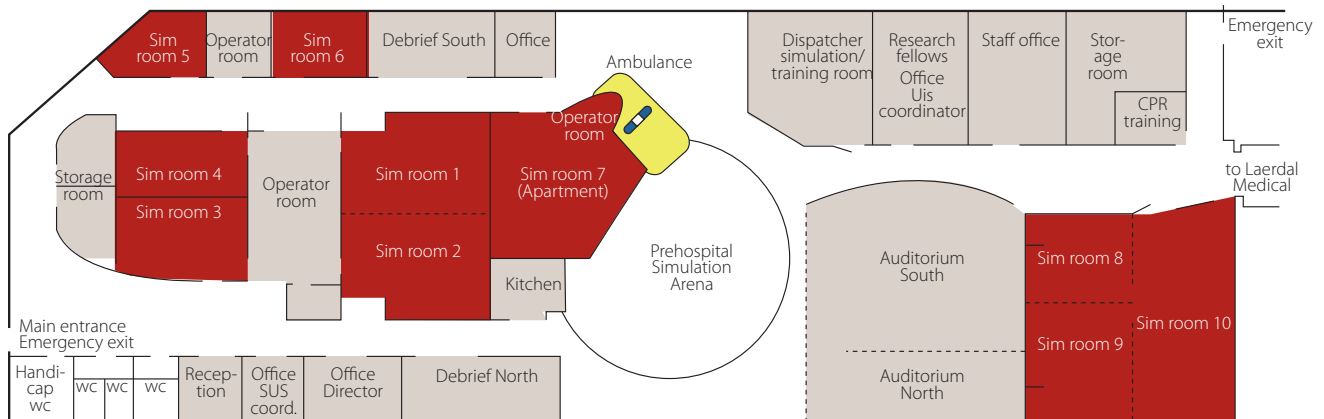 Sim
room 5
Operator
room
Sim
room 6
Debrief South
Office
Ambulance
Dispatcher
simulation/
training room
Research
fellows
Office
Uis
coordinator
Staff office
Stor-
age
room
CPR
training
Emergency
exit
to Laerdal
Medical
Storage
room
Sim room 4
Sim room 3
Operator
room
Sim room 1
Sim room 2
Operator
room
Sim room 7
(Apartment)
Kitchen
Prehospital
Simulation
Arena
Auditorium
South
Auditorium
North
Sim room 8
Sim room 9
Sim room 10
Main entrance
Emergency exit
Handi-
cap
wc
wc
wc
wc
Recep-
tion
Office
SUS
coord.
Office
Director
Debrief North